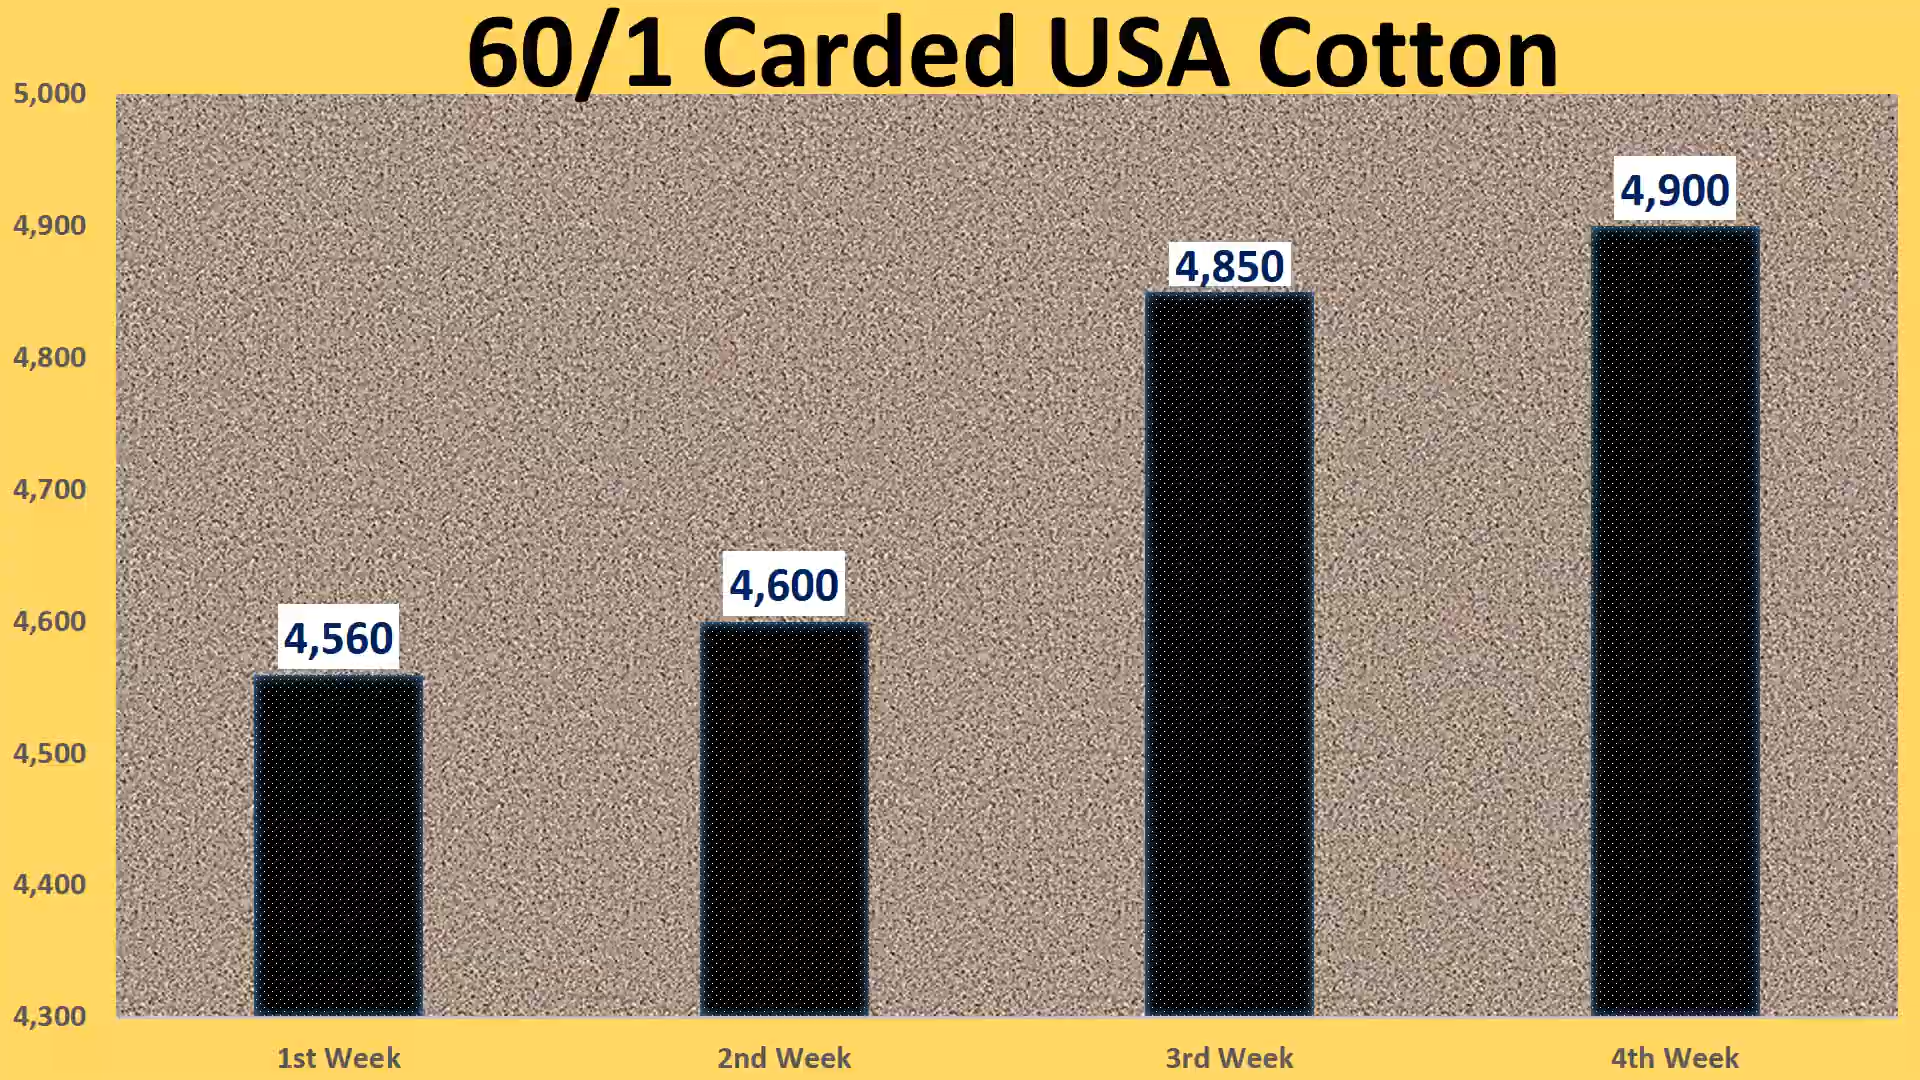 60/1 Carded USA Cotton
5,000
4,900
4,800
4,700
4,600
4,500
4,400
4,300
4,560
4,600
4,850
4,900
1st Week
2nd Week
3rd Week
4th Week